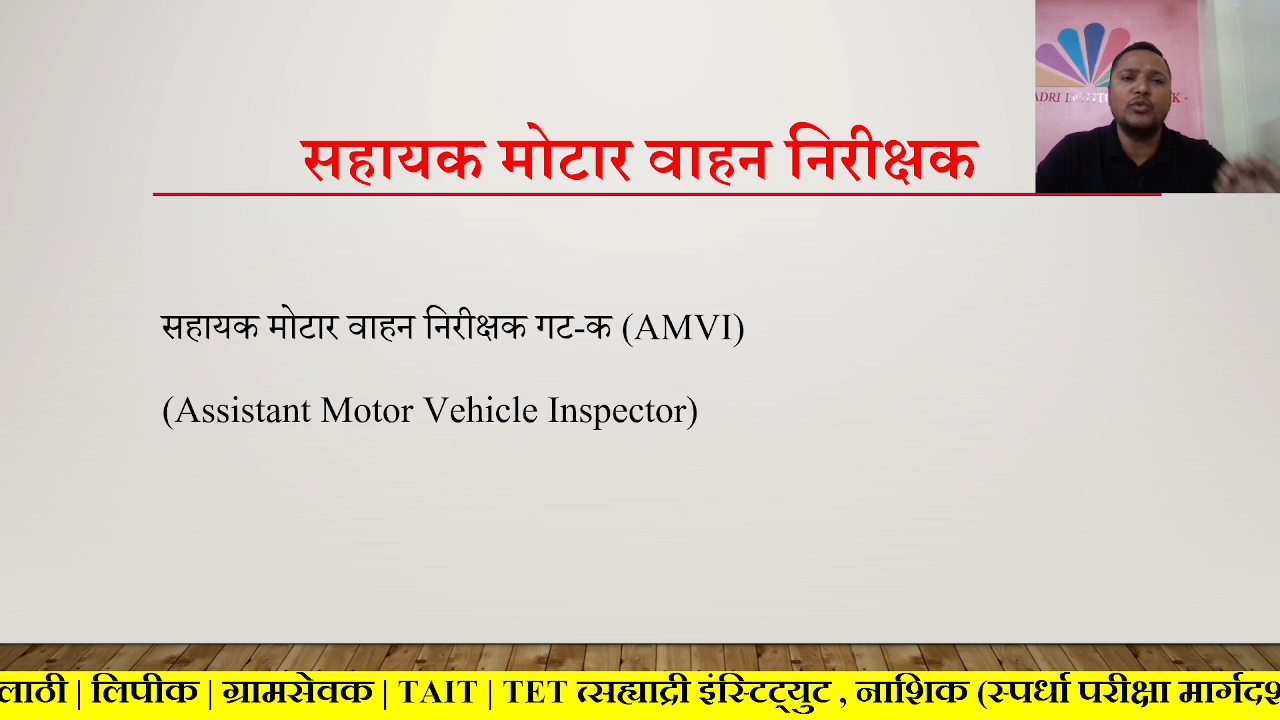 सहायक मोटार वाहन निरीक्षक
सहायक मोटार वाहन निरीक्षक गट-क (AMVI)
(Assistant Motor Vehicle Inspector)
लाठी | लिपीक | ग्रामसेवक | TAIT | TET त्सह्याद्री इंस्टिट्युट , नाशिक (स्पर्धा परीक्षा